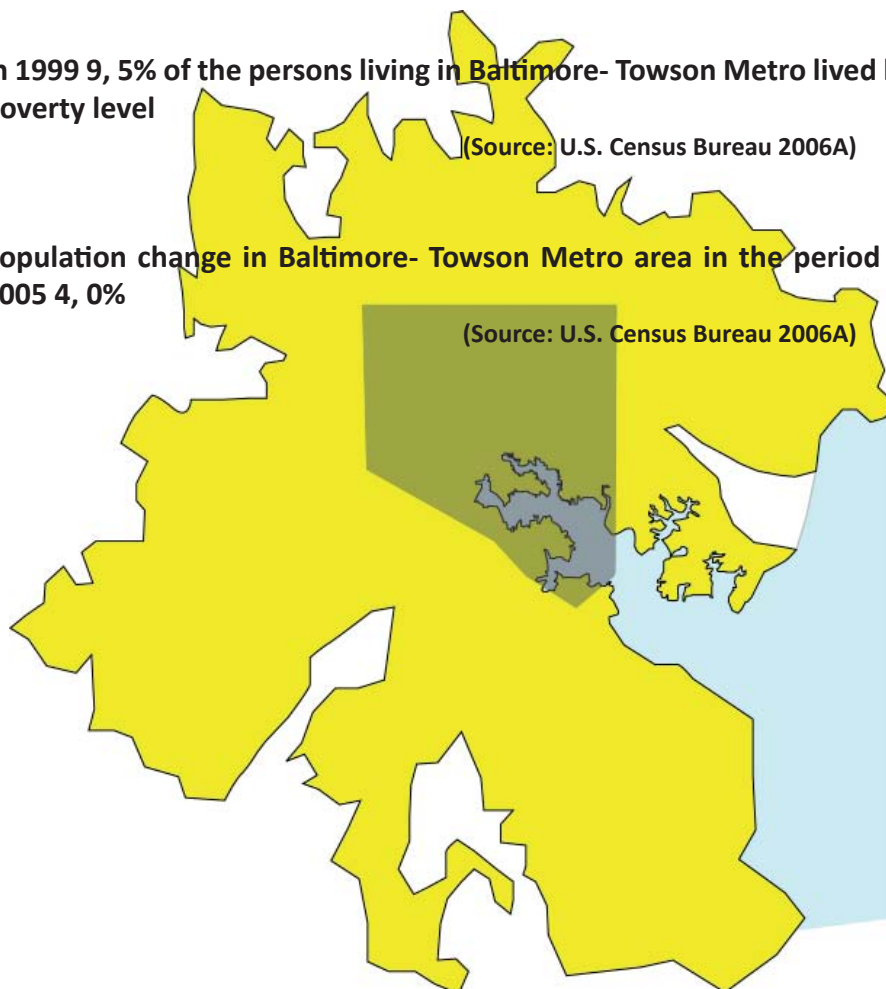 n 1999 9, 5% of the persons living in Baltimore- Towson Metro lived
overty level
(Source: U.S. Census Bureau 2006A)
opulation change in Baltimore- Towson Metro area in the period
005 4, 0%
(Source: U.S. Census Bureau 2006A)